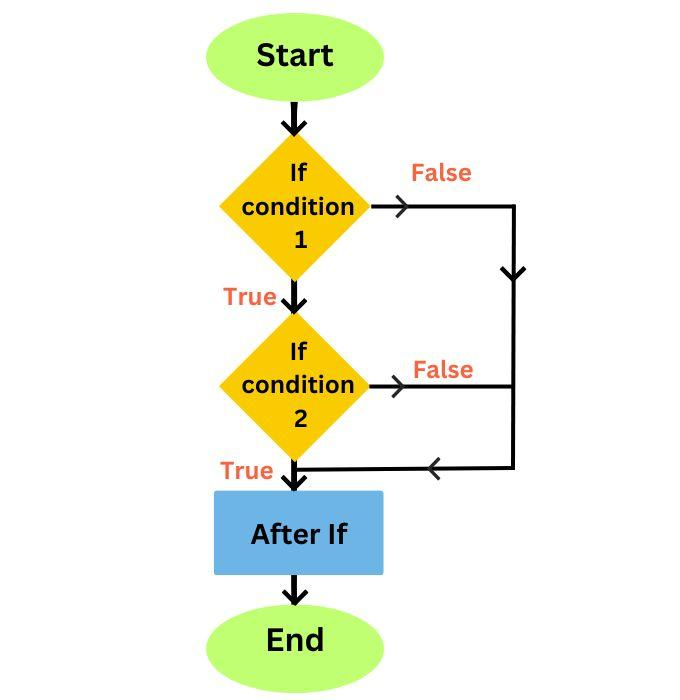 Start
If
condition
1
False
True
If
condition
2
False
True
After If
End